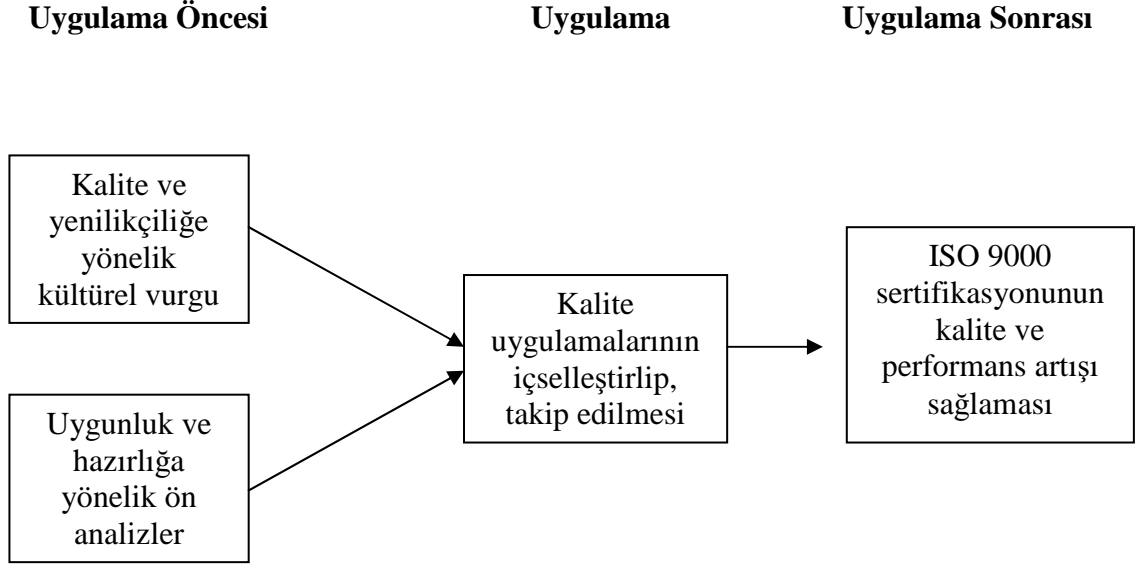 Uygulama Öncesi
Uygulama
Uygulama Sonrası
Kalite ve
yenilikçiliğe
yönelik
kültürel vurgu
Uygunluk ve
hazırlığa
yönelik ön
analizler
Kalite
uygulamalarının
içselleştirlip,
takip edilmesi
ISO 9000
sertifikasyonunun
kalite ve
performans artışı
sağlaması